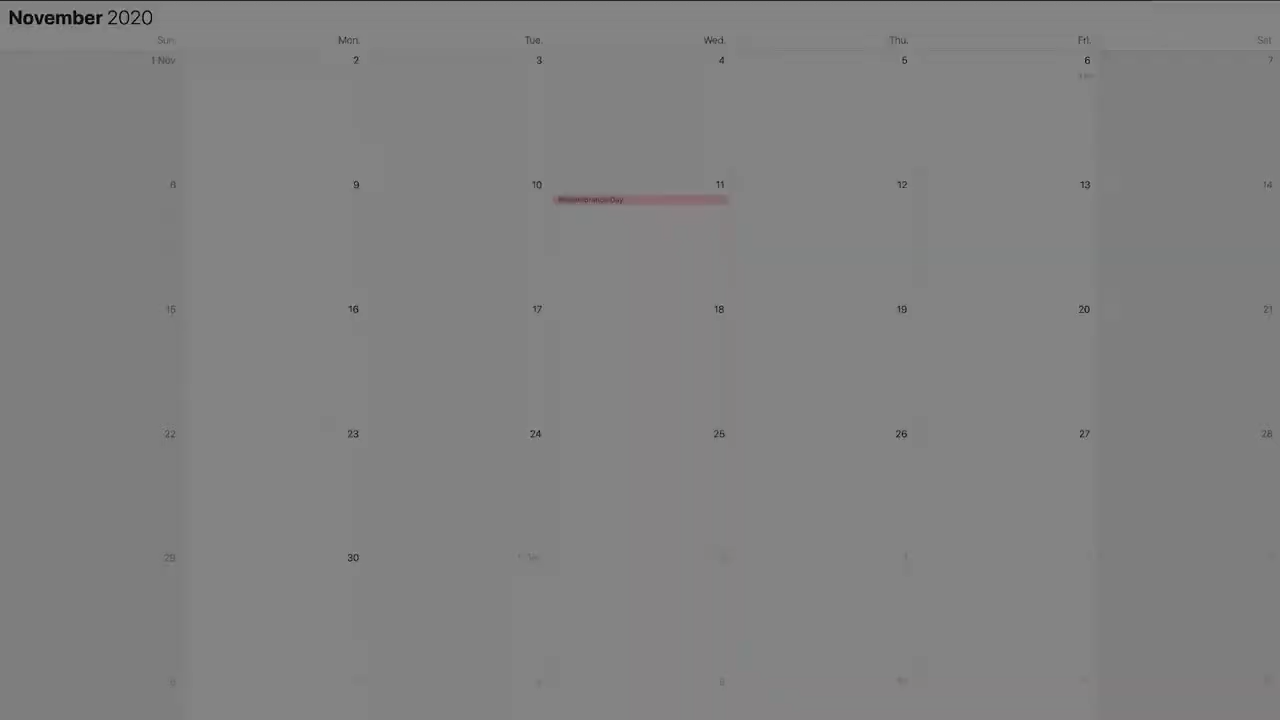 November 2020
Sun. Mon. Tue. Wed. Thu. Fri. Sat
1 Nov 2 3 4 5 6 7
8 9 10 11 12 13 14
Remembrance Day
15 16 17 18 19 20 21
22 23 24 25 26 27 28
29 30